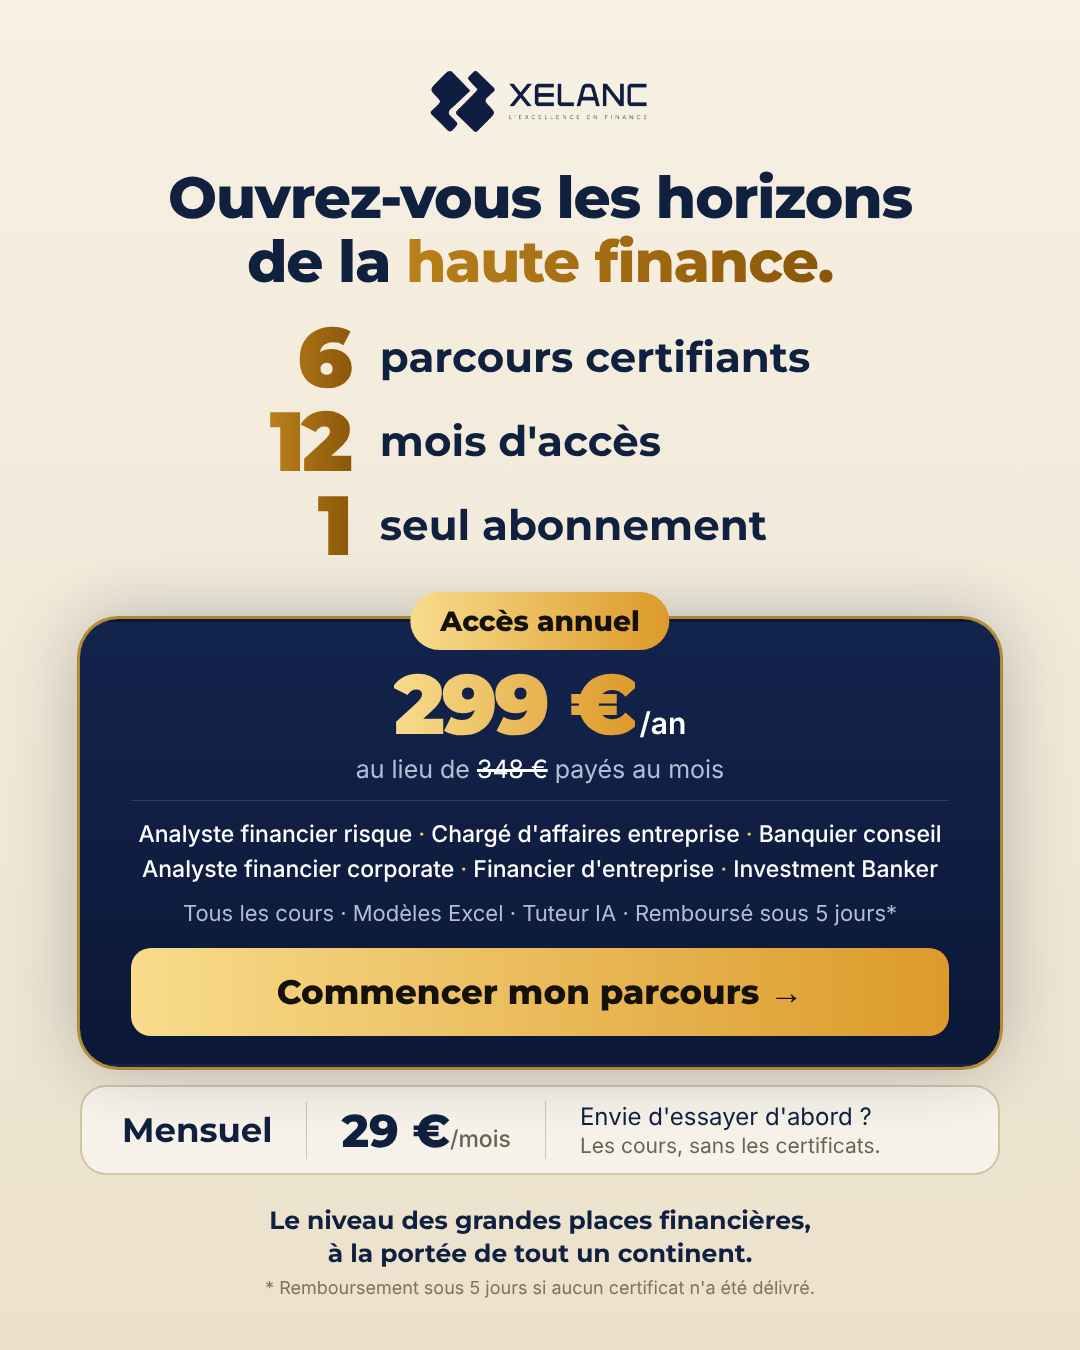 XELANC
L'EXCELLENCE EN FINANCE
Ouvrez-vous les horizons
de la haute finance.
6 parcours certifiants
12 mois d'accès
1 seul abonnement
Accès annuel
299 €/an
au lieu de 348 € payés au mois
Analyste financier risque · Chargé d'affaires entreprise · Banquier conseil
Analyste financier corporate · Financier d'entreprise · Investment Banker
Tous les cours · Modèles Excel · Tuteur IA · Remboursé sous 5 jours*
Commencer mon parcours →
Mensuel
29 €/mois
Envie d'essayer d'abord ?
Les cours, sans les certificats.
Le niveau des grandes places financières,
à la portée de tout un continent.
* Remboursement sous 5 jours si aucun certificat n'a été délivré.